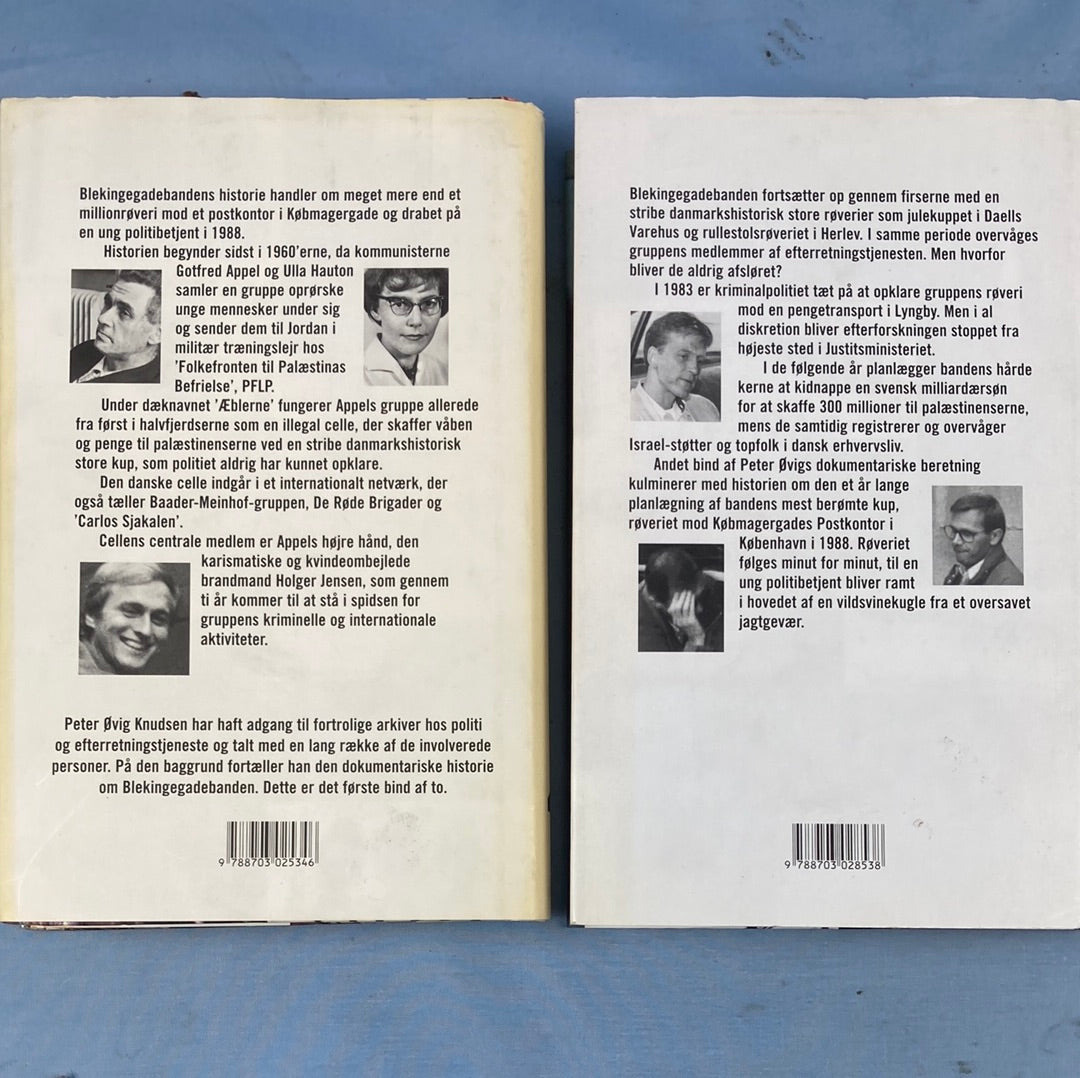 Blekingegadebandens historie handler om meget mere end et
millionrøveri mod et postkontor i Købmagergade og drabet på
en ung politibetjent i 1988.
Historien begynder sidst i 1960'erne, da kommunisterne
Gotfred Appel og Ulla Hauton
samler en gruppe oprørske
unge mennesker under sig
og sender dem til Jordan i
militær træningslejr hos
'Folkefronten til Palæstinas
Befrielse', PFLP.
Under dæknavnet 'Æblerne' fungerer Appels gruppe allerede
fra først i halvfjerdserne som en illegal celle, der skaffer våben
og penge til palæstinenserne ved en stribe danmarkshistorisk
store kup, som politiet aldrig har kunnet opklare.
Den danske celle indgår i et internationalt netværk, der
også tæller Baader-Meinhof-gruppen, De Røde Brigader og
'Carlos Sjakalen'.
Cellens centrale medlem er Appels højre hånd, den
karismatiske og kvindeombejlede
brandmand Holger Jensen, som gennem
ti år kommer til at stå i spidsen for
gruppens kriminelle og internationale
aktiviteter.
Peter Øvig Knudsen har haft adgang til fortrolige arkiver hos politi
og efterretningstjeneste og talt med en lang række af de involverede
personer. På den baggrund fortæller han den dokumentariske historie
om Blekingegadebanden. Dette er det første bind af to.
9 788703 025346
Blekingegadebanden fortsætter op gennem firserne med en
stribe danmarkshistorisk store røverier som julekuppet i Daells
Varehus og rullestolsrøveriet i Herlev. I samme periode overvåges
gruppens medlemmer af efterretningstjenesten. Men hvorfor
bliver de aldrig afsløret?
I 1983 er kriminalpolitiet tæt på at opklare gruppens røveri
mod en pengetransport i Lyngby. Men i al
diskretion bliver efterforskningen stoppet fra
højeste sted i Justitsministeriet.
I de følgende år planlægger bandens hårde
kerne at kidnappe en svensk milliardærsøn
for at skaffe 300 millioner til palæstinenserne,
mens de samtidig registrerer og overvåger
Israel-støtter og topfolk i dansk erhvervsliv.
Andet bind af Peter Øvigs dokumentariske beretning
kulminerer med historien om den et år lange
planlægning af bandens mest berømte kup,
røveriet mod Købmagergades Postkontor i
København i 1988. Røveriet
følges minut for minut, til en
ung politibetjent bliver ramt
i hovedet af en vildsvinekugle fra et oversavet
jagtgevær.
9 788703 028538